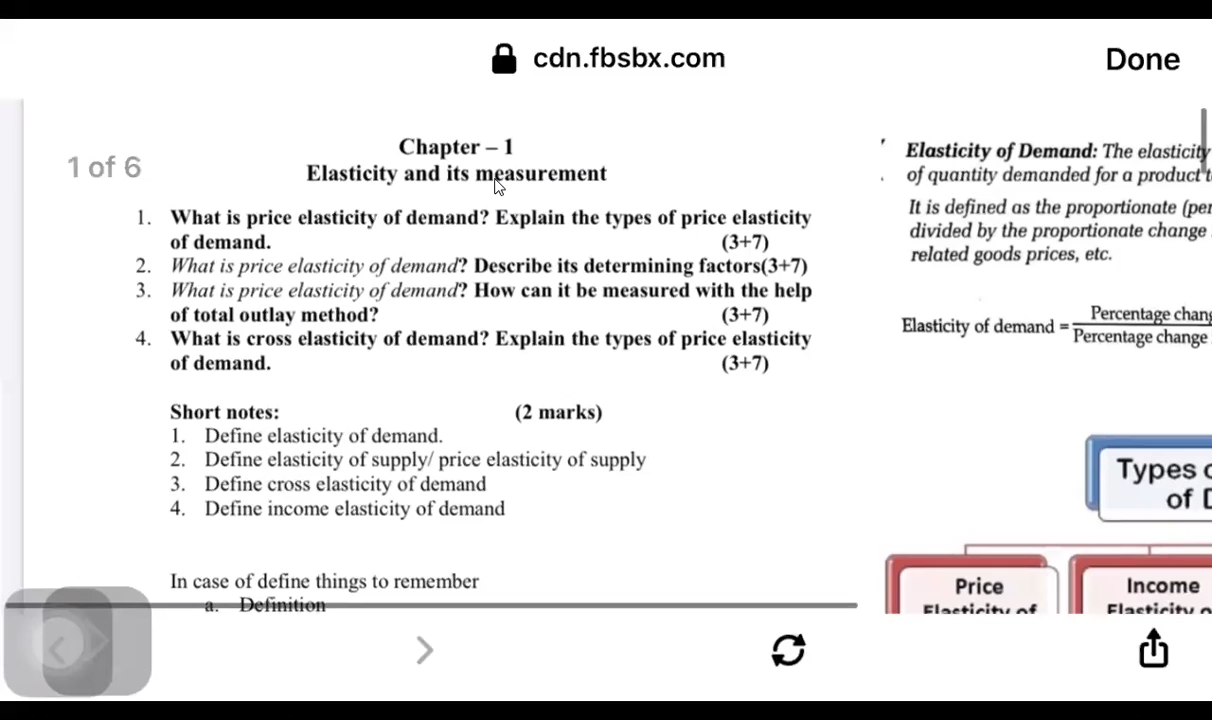 cdn.fbsbx.com
Done
1 of 6
Chapter – 1
Elasticity and its measurement
1. What is price elasticity of demand? Explain the types of price elasticity
of demand. (3+7)
2. What is price elasticity of demand? Describe its determining factors(3+7)
3. What is price elasticity of demand? How can it be measured with the help
of total outlay method? (3+7)
4. What is cross elasticity of demand? Explain the types of price elasticity
of demand. (3+7)
Short notes: (2 marks)
1. Define elasticity of demand.
2. Define elasticity of supply/ price elasticity of supply
3. Define cross elasticity of demand
4. Define income elasticity of demand
In case of define things to remember
a. Definition
Elasticity of Demand: The elasticity
of quantity demanded for a product t
It is defined as the proportionate (per
divided by the proportionate change
related goods prices, etc.
Elasticity of demand = Percentage chang
Percentage change
Types o
of D
Price
Elasticity of
Income
Elasticity o